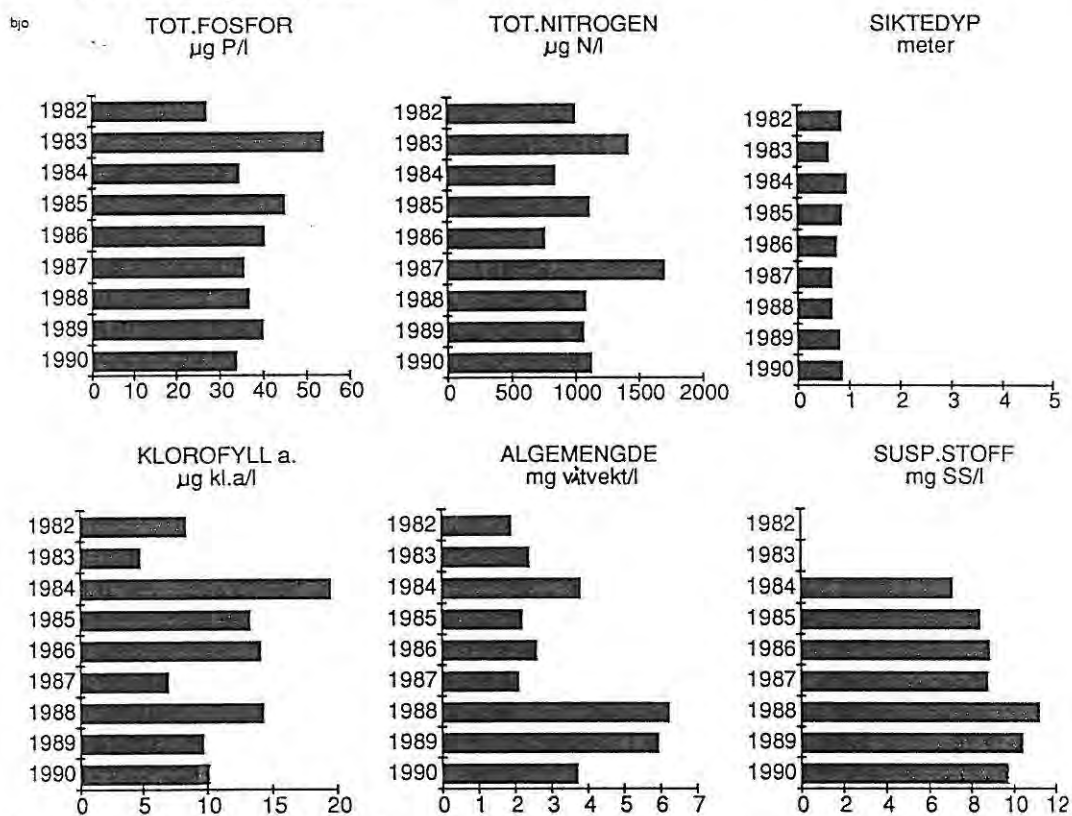 bjo
TOT.FOSFOR
µg P/l
1982
1983
1984
1985
1986
1987
1988
1989
1990
0 10 20 30 40 50 60
TOT.NITROGEN
µg N/l
1982
1983
1984
1985
1986
1987
1988
1989
1990
0 500 1000 1500 2000
SIKTEDYP
meter
1982
1983
1984
1985
1986
1987
1988
1989
1990
0 1 2 3 4 5
KLOROFYLL a.
µg kl.a/l
1982
1983
1984
1985
1986
1987
1988
1989
1990
0 5 10 15 20
ALGEMENGDE
mg våtvekt/l
1982
1983
1984
1985
1986
1987
1988
1989
1990
0 1 2 3 4 5 6 7
SUSP.STOFF
mg SS/l
1982
1983
1984
1985
1986
1987
1988
1989
1990
0 2 4 6 8 10 12